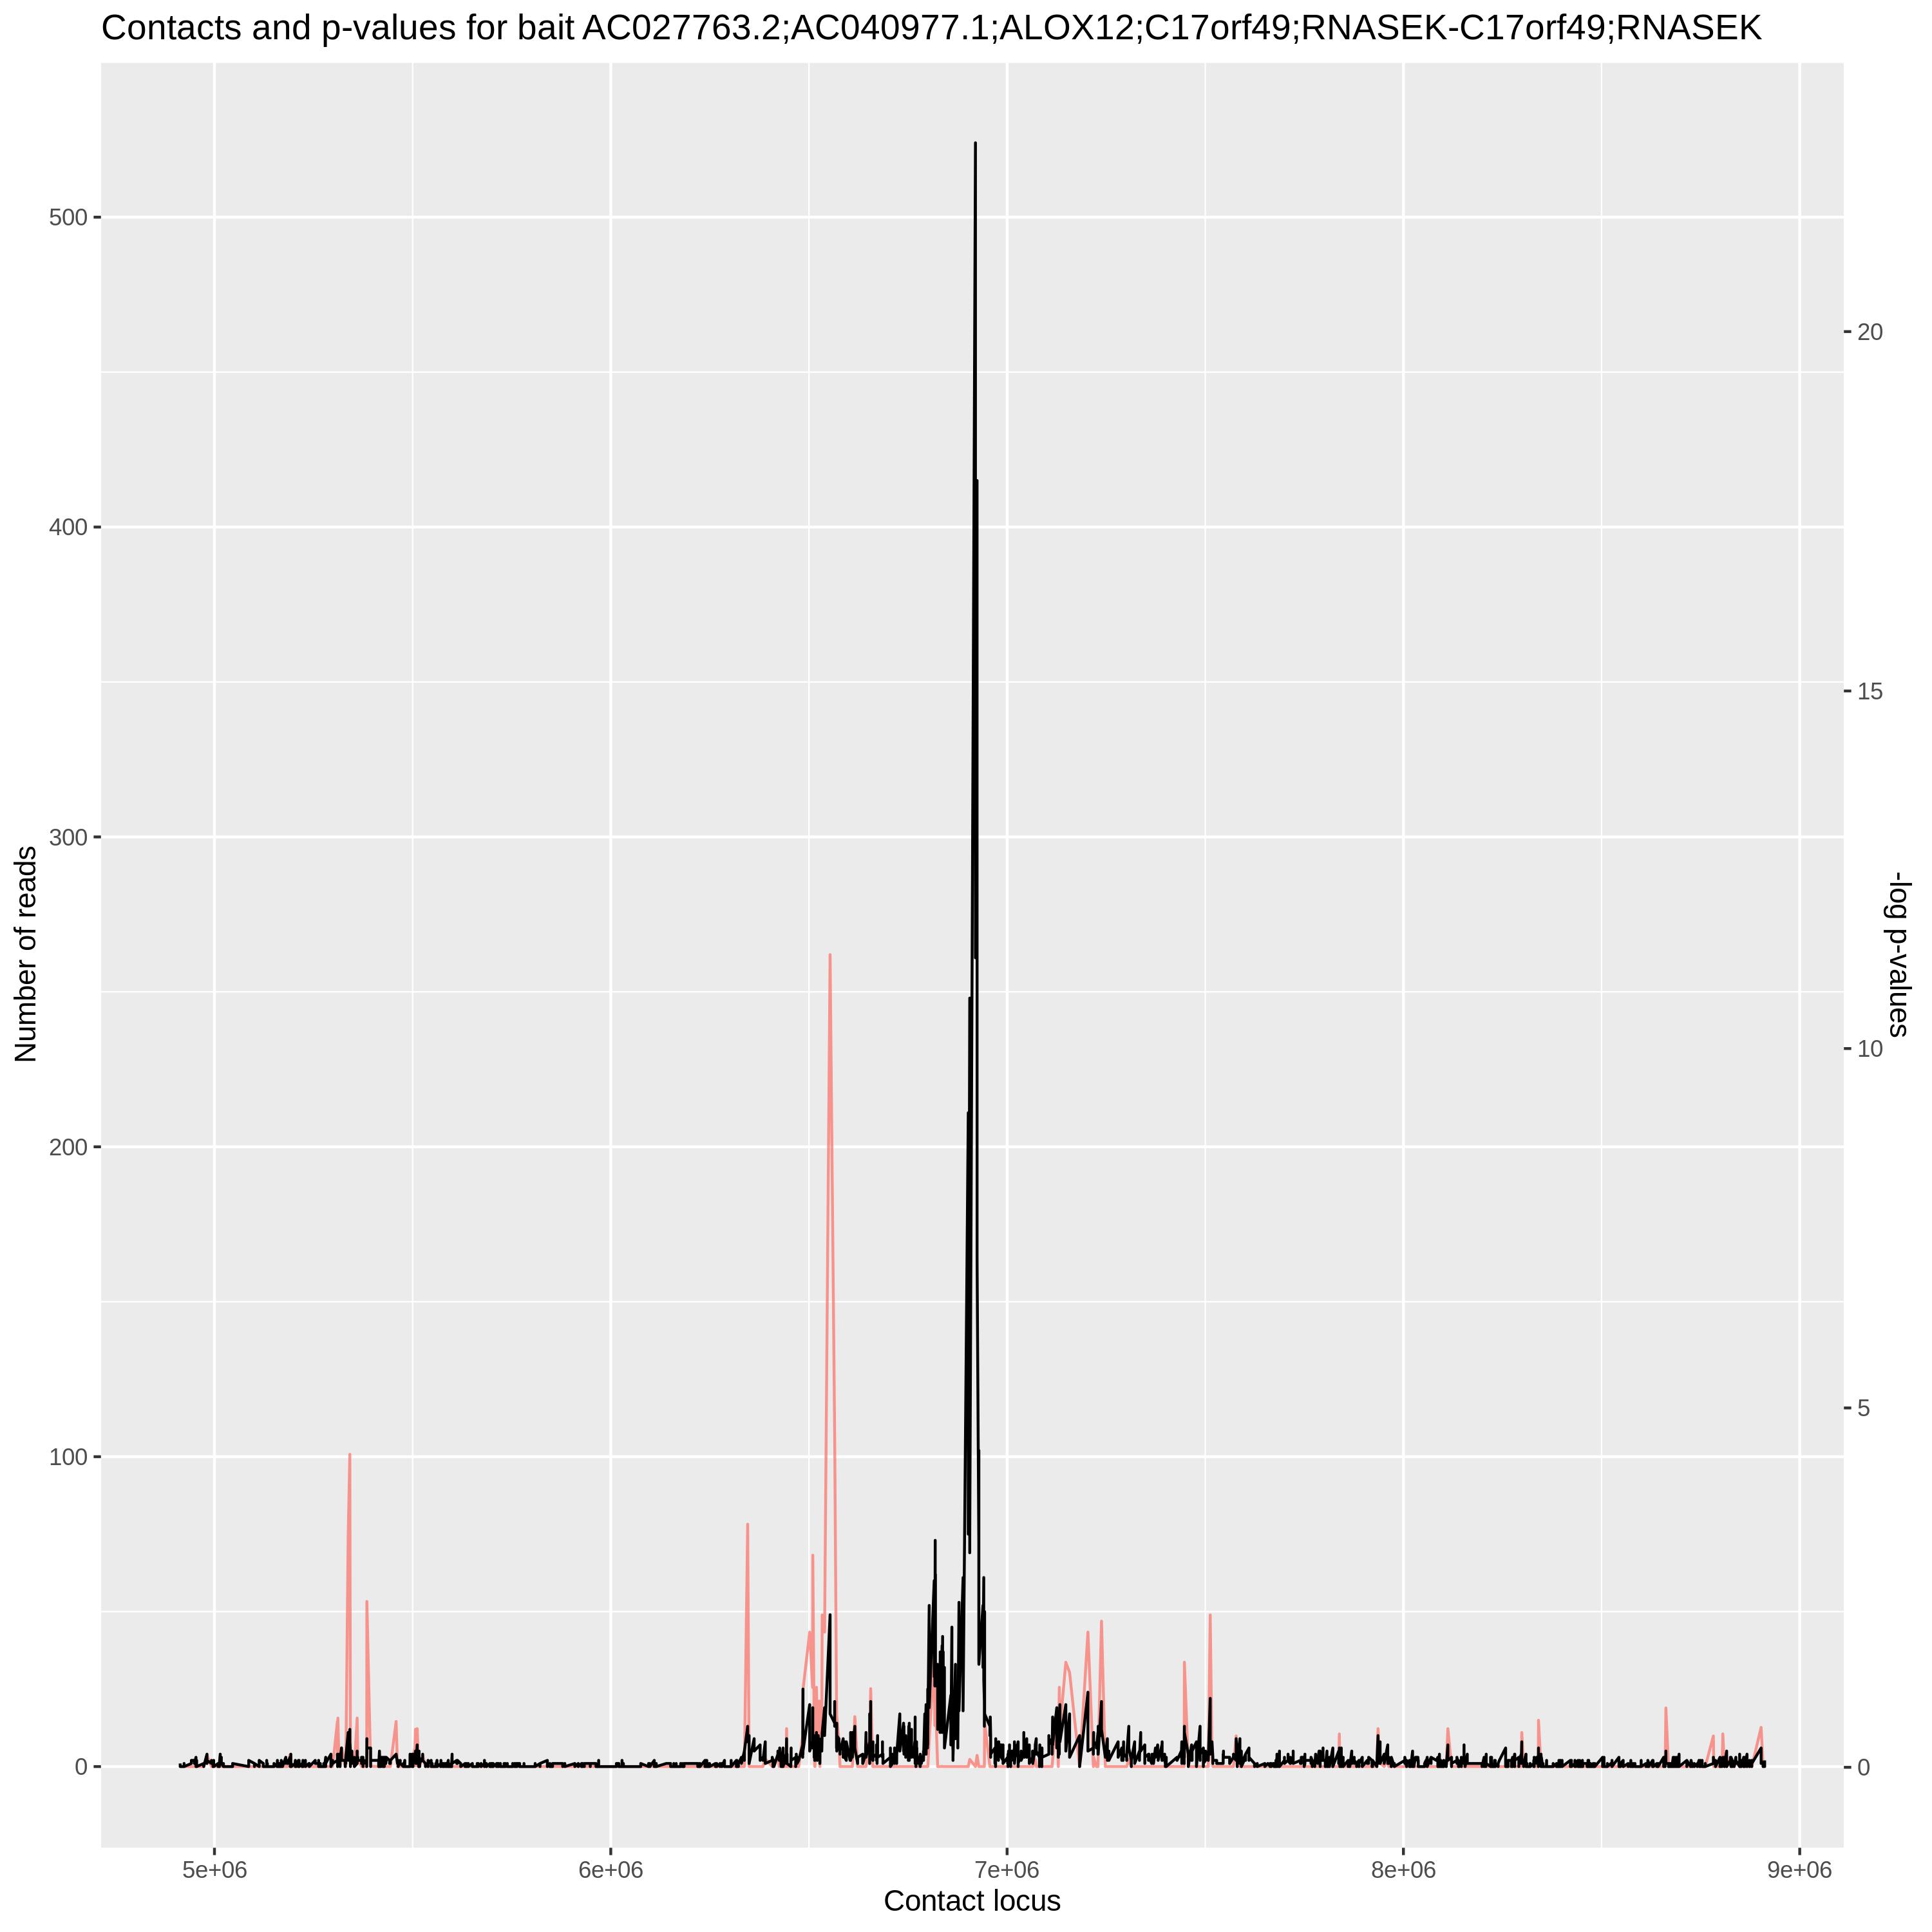 Contacts and p-values for bait AC027763.2;AC040977.1;ALOX12;C17orf49;RNASEK-C17orf49;RNASEK
500
400
300
200
100
0
Number of reads
20
15
10
5
0
-log p-values
5e+06
6e+06
7e+06
8e+06
9e+06
Contact locus